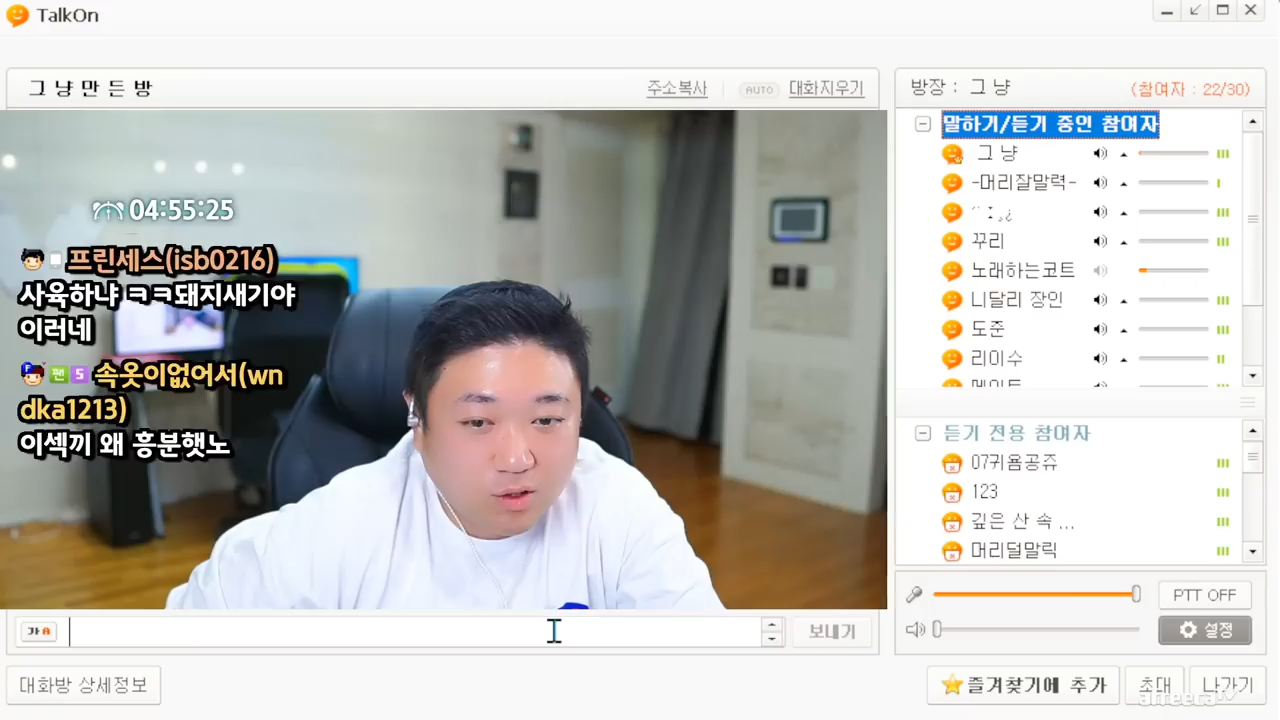 TalkOn
그 냥 만 든 방
주소복사
AUTO
대화지우기
방장 : 그 냥
(참여자 : 22/30)
말하기/듣기 중인 참여자
그 냥
-머리잘말력-
꾸리
노래하는코트
니달리 장인
도준
리이수
메이트
04:55:25
프린세스(isb0216)
사육하냐 ㅋㅋ돼지새기야
이러네
팬 5 속옷이없어서(wn
dka1213)
이섹끼 왜 흥분햇노
듣기 전용 참여자
07귀욤공쥬
123
깊은 산 속 ...
머리덜말릭
가
보내기
PTT OFF
설정
대화방 상세정보
즐겨찾기에 추가
초대
나가기
afreecaTV